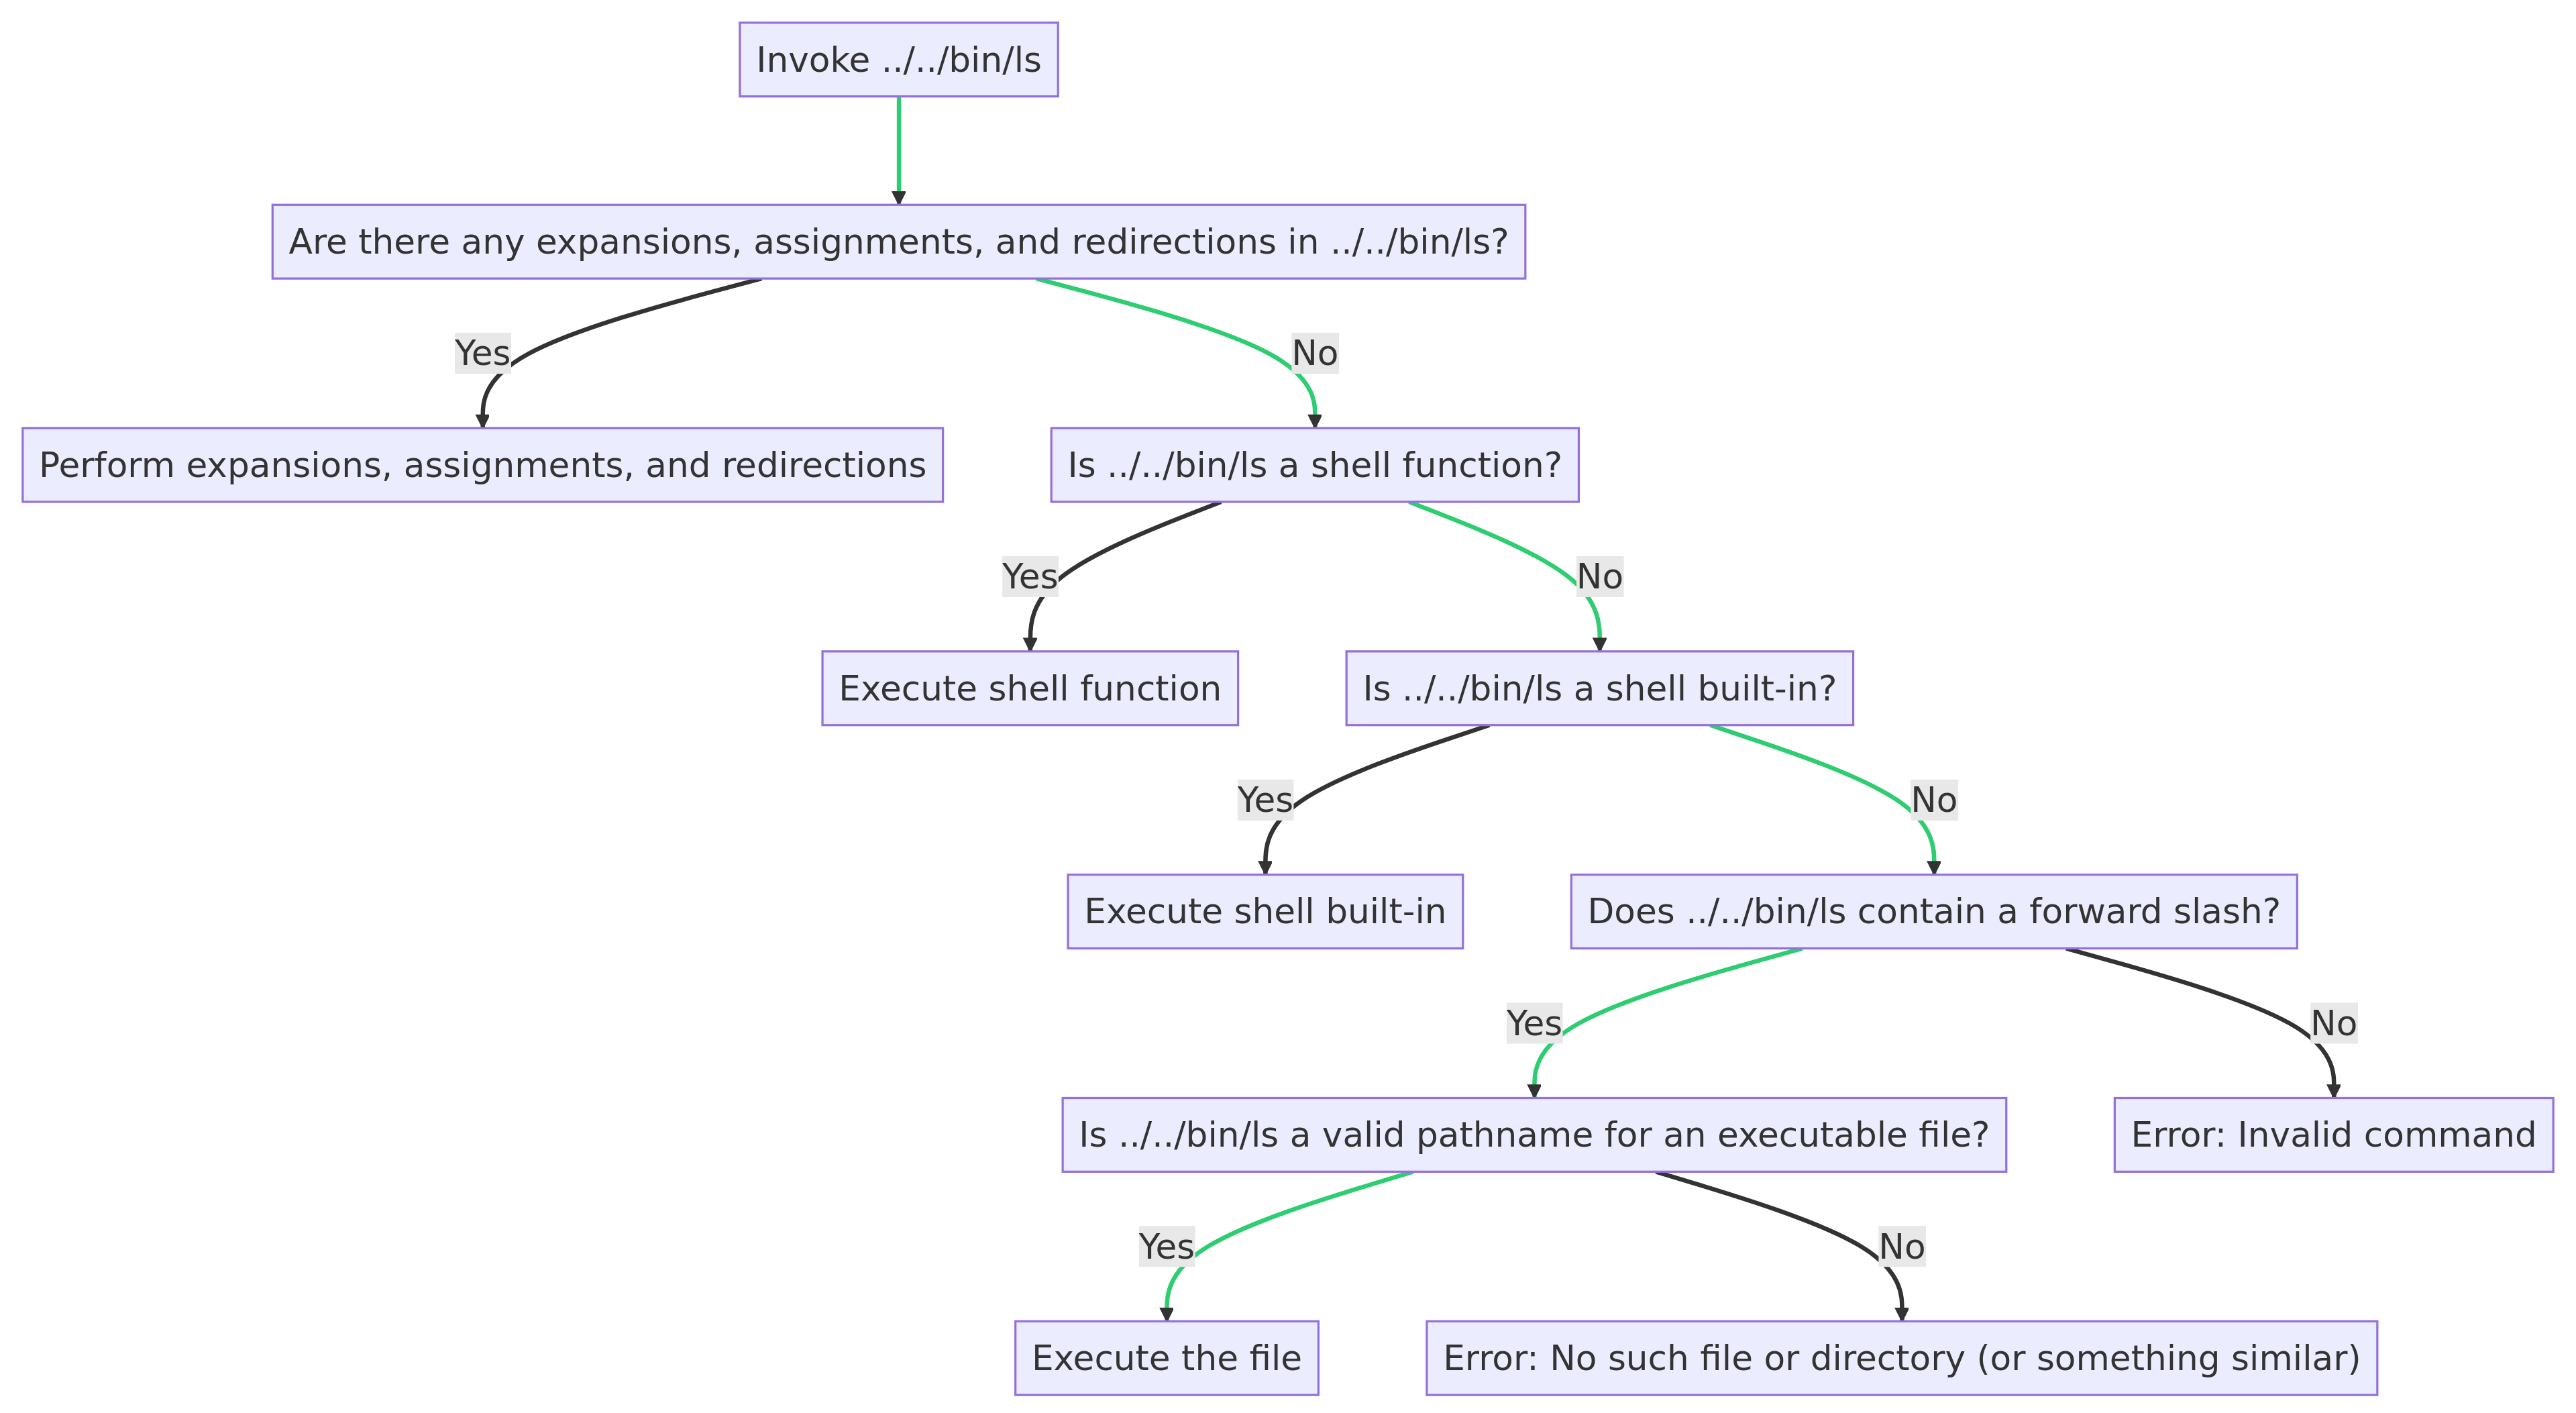 Invoke ../../bin/ls
Are there any expansions, assignments, and redirections in ../../bin/ls?
Yes
No
Perform expansions, assignments, and redirections
Is ../../bin/ls a shell function?
Yes
No
Execute shell function
Is ../../bin/ls a shell built-in?
Yes
No
Execute shell built-in
Does ../../bin/ls contain a forward slash?
Yes
No
Is ../../bin/ls a valid pathname for an executable file?
Error: Invalid command
Yes
No
Execute the file
Error: No such file or directory (or something similar)